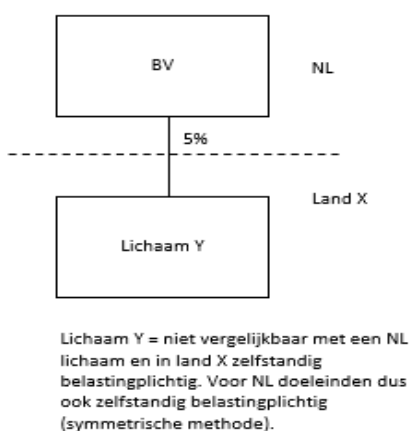 BV
NL
5%
Land X
Lichaam Y
Lichaam Y = niet vergelijkbaar met een NL
lichaam en in land X zelfstandig
belastingplichtig. Voor NL doeleinden dus
ook zelfstandig belastingplichtig
(symmetrische methode).